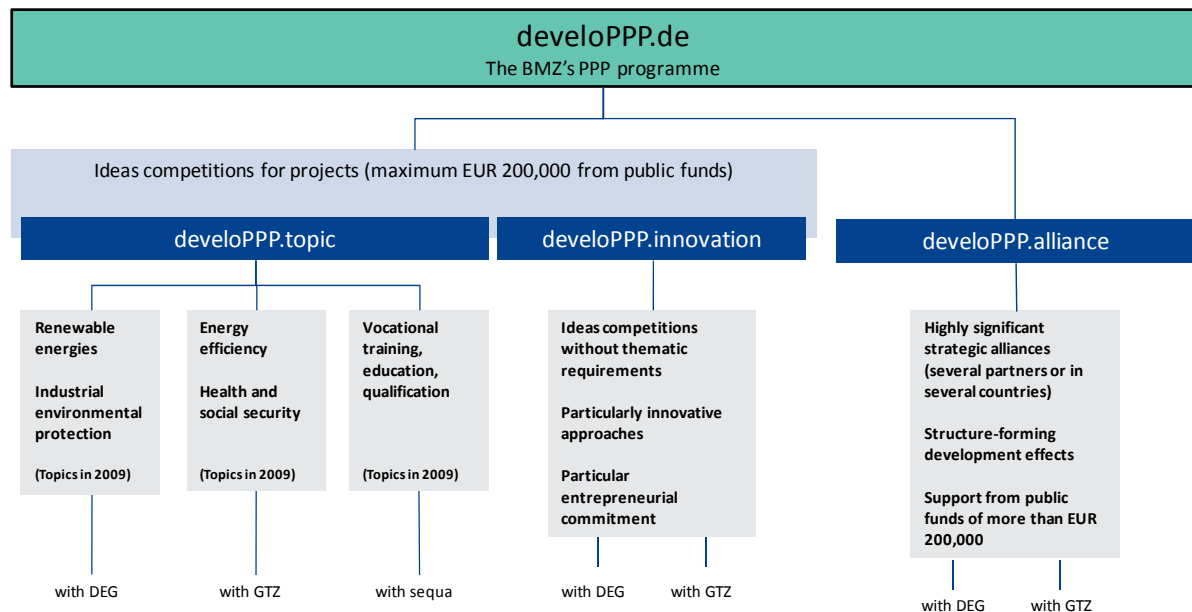 develoPPP.de
The BMZ's PPP programme
Ideas competitions for projects (maximum EUR 200,000 from public funds)
develoPPP.topic
develoPPP.innovation
develoPPP.alliance
Renewable
energies
Industrial
environmental
protection
(Topics in 2009)
Energy
efficiency
Health and
social security
(Topics in 2009)
Vocational
training,
education,
qualification
(Topics in 2009)
Ideas competitions
without thematic
requirements
Particularly innovative
approaches
Particular
entrepreneurial
commitment
Highly significant
strategic alliances
(several partners or in
several countries)
Structure-forming
development effects
Support from public
funds of more than EUR
200,000
with DEG
with GTZ
with sequa
with DEG
with GTZ
with DEG
with GTZ